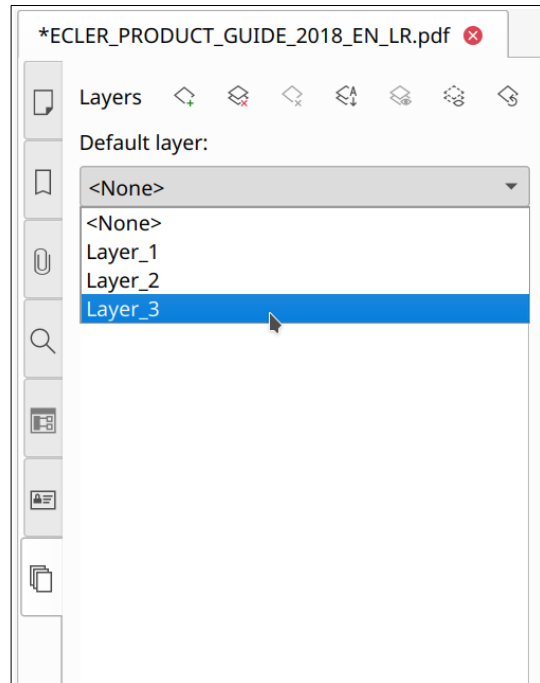 *ECLER_PRODUCT_GUIDE_2018_EN_LR.pdf
Layers
Default layer:
<None>
<None>
Layer_1
Layer_2
Layer_3